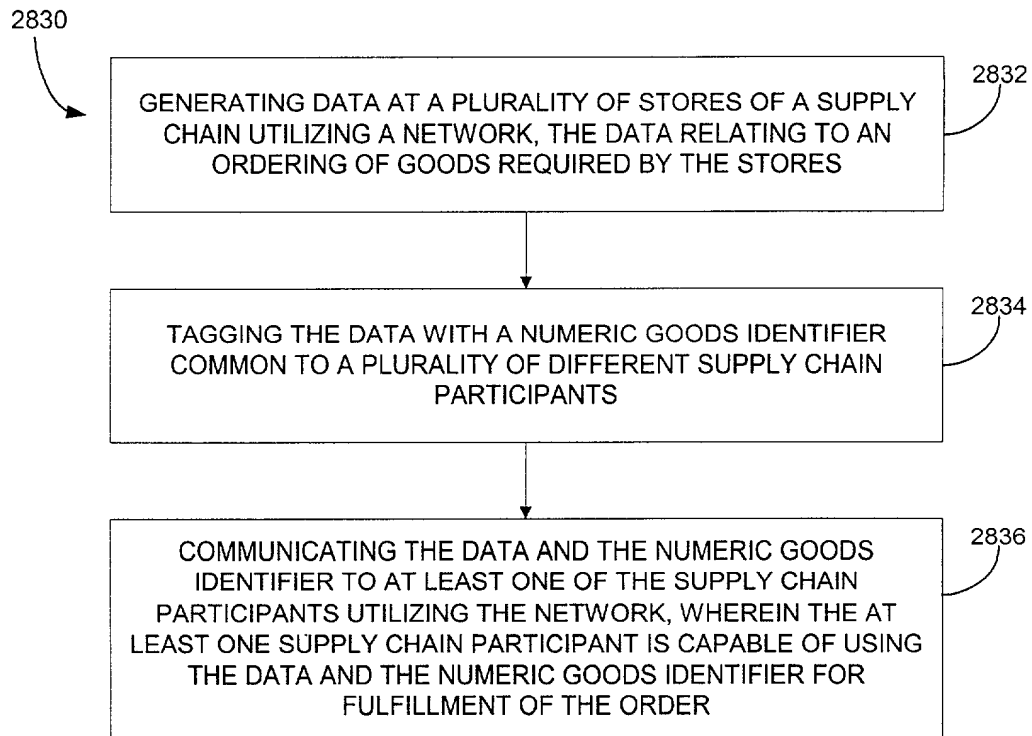 2830
2832
GENERATING DATA AT A PLURALITY OF STORES OF A SUPPLY
CHAIN UTILIZING A NETWORK, THE DATA RELATING TO AN
ORDERING OF GOODS REQUIRED BY THE STORES
2834
TAGGING THE DATA WITH A NUMERIC GOODS IDENTIFIER
COMMON TO A PLURALITY OF DIFFERENT SUPPLY CHAIN
PARTICIPANTS
2836
COMMUNICATING THE DATA AND THE NUMERIC GOODS
IDENTIFIER TO AT LEAST ONE OF THE SUPPLY CHAIN
PARTICIPANTS UTILIZING THE NETWORK, WHEREIN THE AT
LEAST ONE SUPPLY CHAIN PARTICIPANT IS CAPABLE OF USING
THE DATA AND THE NUMERIC GOODS IDENTIFIER FOR
FULFILLMENT OF THE ORDER